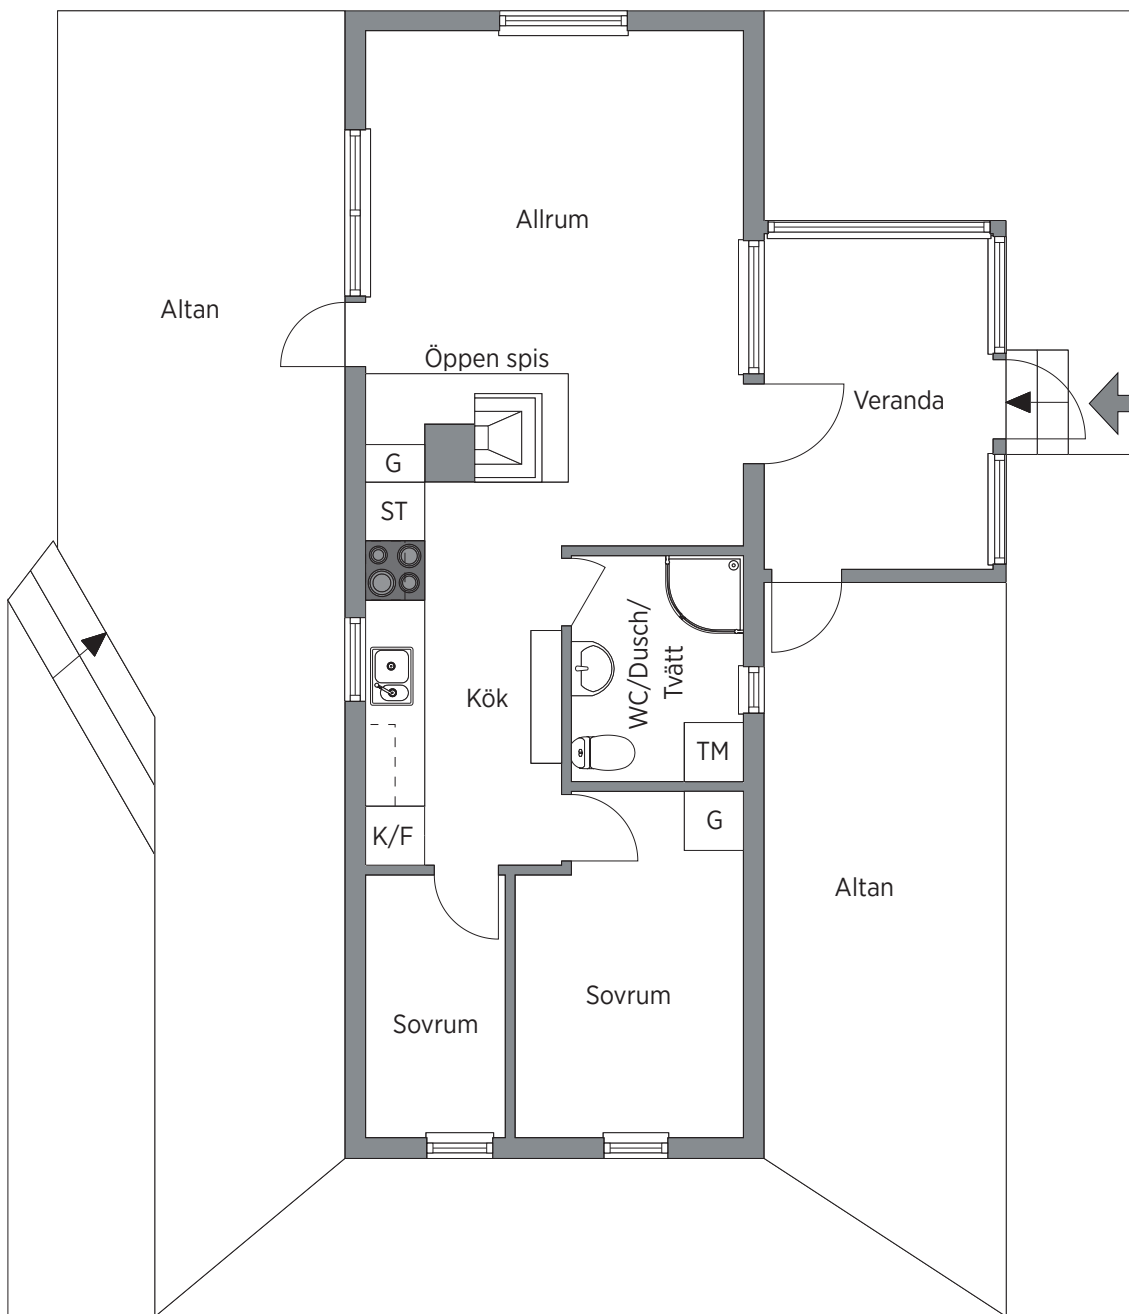 Allrum
Altan
Öppen spis
Veranda
G
ST
WC/Dusch/
Tvätt
Kök
TM
G
K/F
Altan
Sovrum
Sovrum